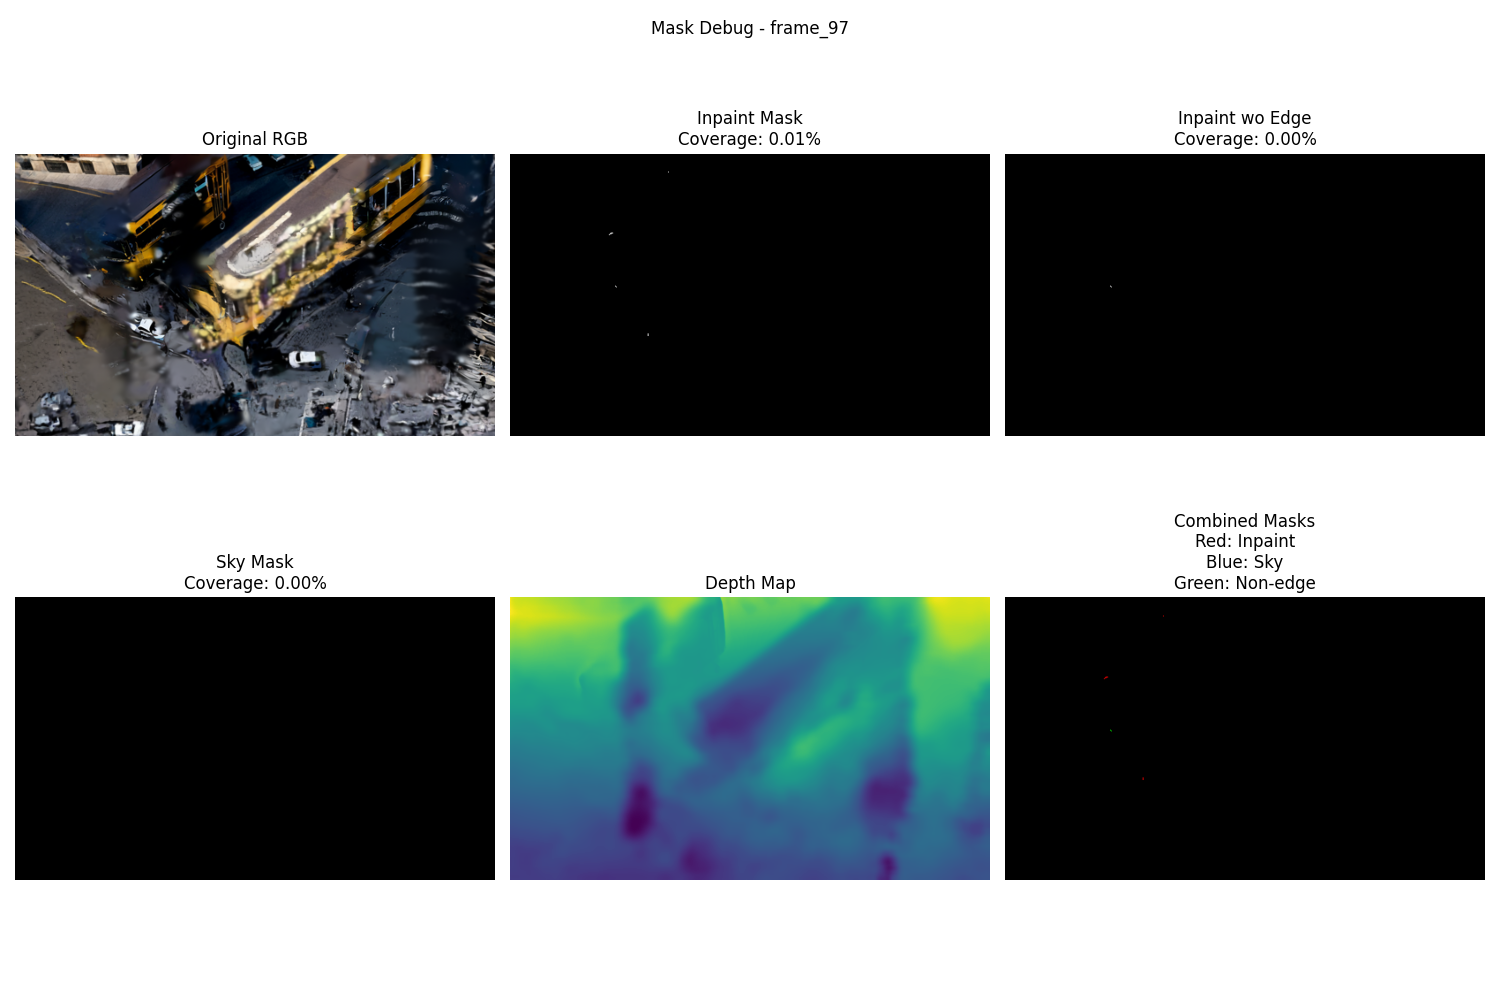 Mask Debug - frame_97
Original RGB
Inpaint Mask
Coverage: 0.01%
Inpaint wo Edge
Coverage: 0.00%
Sky Mask
Coverage: 0.00%
Depth Map
Combined Masks
Red: Inpaint
Blue: Sky
Green: Non-edge